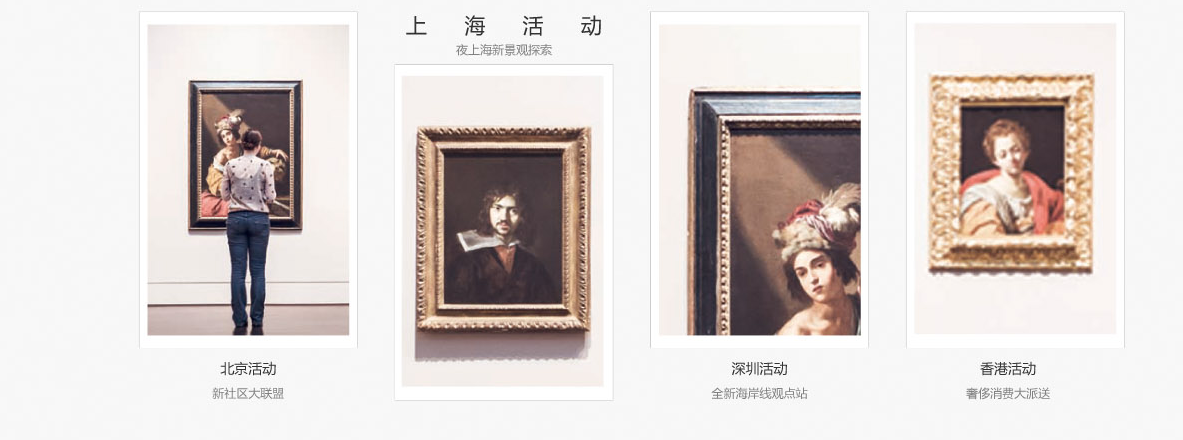 上海活动
夜上海新景观探索
北京活动
新社区大联盟
深圳活动
全新海岸线观点站
香港活动
奢侈消费大派送